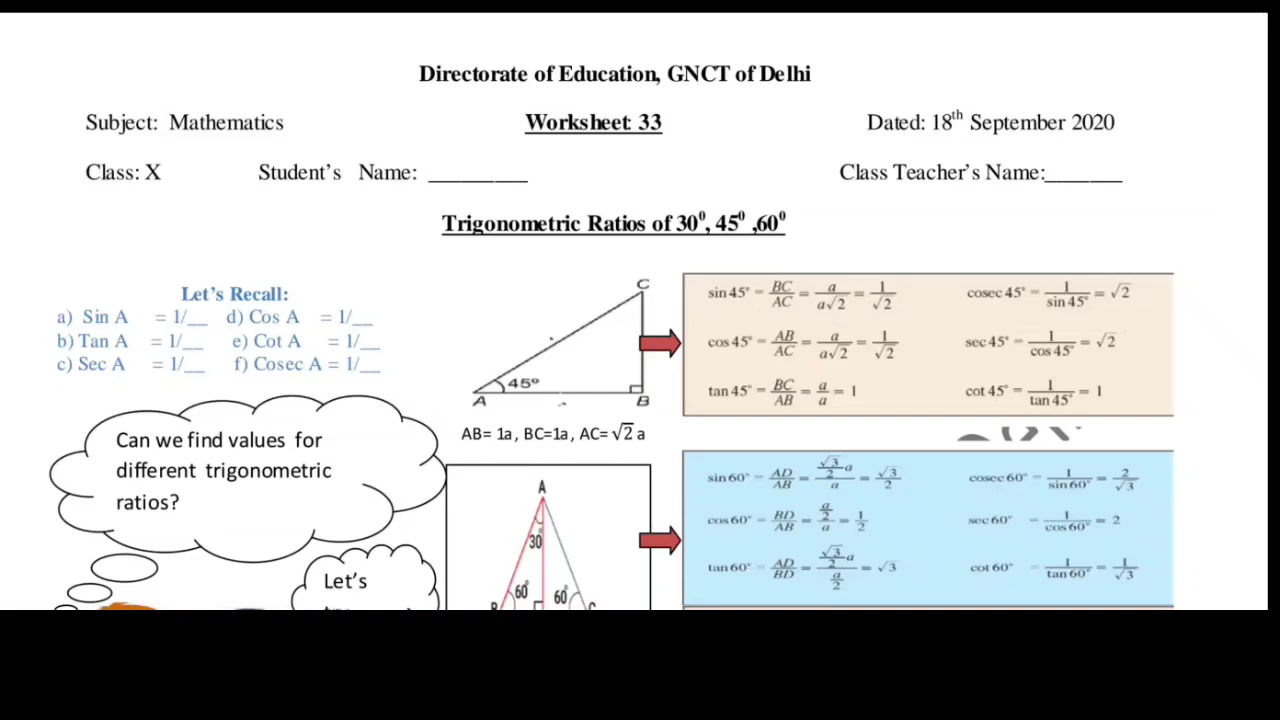 Directorate of Education, GNCT of Delhi
Subject: Mathematics Worksheet 33 Dated: 18th September 2020
Class: X Student's Name: _________ Class Teacher's Name:_______
Trigonometric Ratios of 30⁰, 45⁰ ,60⁰
Let's Recall:
a) Sin A = 1/__ d) Cos A = 1/__
b) Tan A = 1/__ e) Cot A = 1/__
c) Sec A = 1/__ f) Cosec A = 1/__
Can we find values for
different trigonometric
ratios?
Let's
C
45º
A B
AB= 1a , BC=1a , AC= √2 a
A
30
60 60
sin 45° = BC/AC = a/a√2 = 1/√2 cosec 45° = 1/sin 45° = √2
cos 45° = AB/AC = a/a√2 = 1/√2 sec 45° = 1/cos 45° = √2
tan 45° = BC/AB = a/a = 1 cot 45° = 1/tan 45° = 1
sin 60° = AD/AB = (√3/2 a)/a = √3/2 cosec 60° = 1/sin 60° = 2/√3
cos 60° = BD/AB = (a/2)/a = 1/2 sec 60° = 1/cos 60° = 2
tan 60° = AD/BD = (√3/2 a)/(a/2) = √3 cot 60° = 1/tan 60° = 1/√3